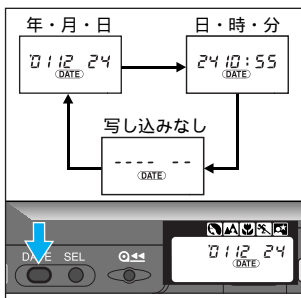 年・月・日
日・時・分
'01 12 24
DATE
24 10:55
DATE
写し込みなし
---- --
DATE
DATE SEL
'01 12 24
DATE